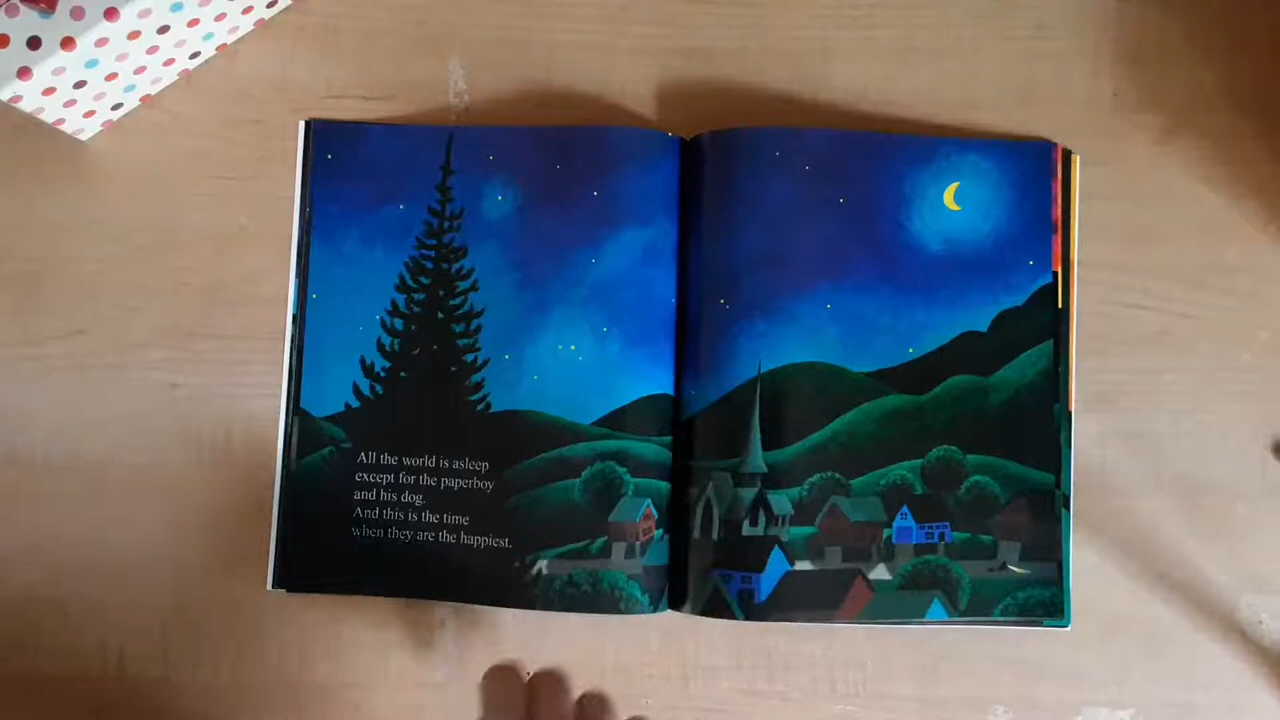 All the world is asleep
except for the paperboy
and his dog.
And this is the time
when they are the happiest.